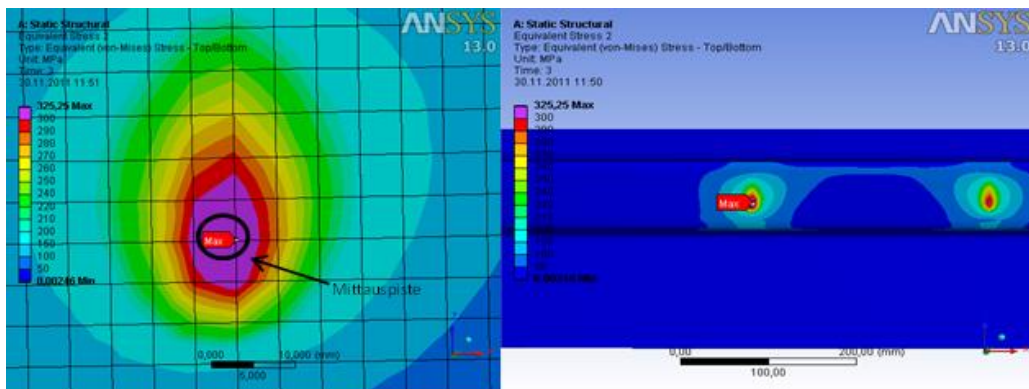 A: Static Structural
Equivalent Stress 2
Type: Equivalent (von-Mises) Stress - Top/Bottom
Unit: MPa
Time: 3
30.11.2011 11:51
ANSYS
13.0
325,25 Max
300
290
280
270
260
250
240
230
220
210
200
150
100
50
0,00246 Min
Max
Mittauspiste
0,000
10,000 (mm)
5,000
A: Static Structural
Equivalent Stress 2
Type: Equivalent (von-Mises) Stress - Top/Bottom
Unit: MPa
Time: 3
30.11.2011 11:50
ANSYS
13.0
325,25 Max
300
Max
0,00
200,00 (mm)
100,00